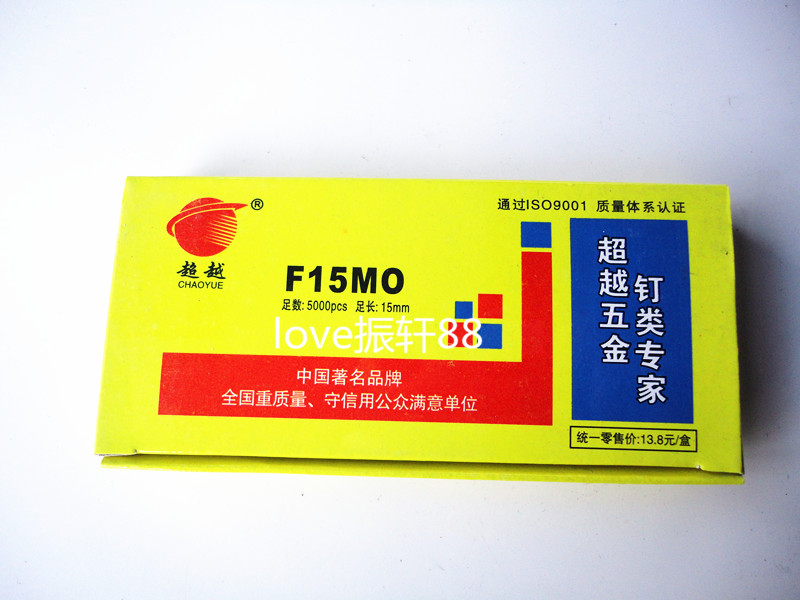 ®
超越
CHAOYUE
通过ISO9001 质量体系认证
F15MO
足数:5000pcs 足长:15mm
love振轩88
中国著名品牌
全国重质量、守信用公众满意单位
超越五金
钉类专家
统一零售价:13.8元/盒